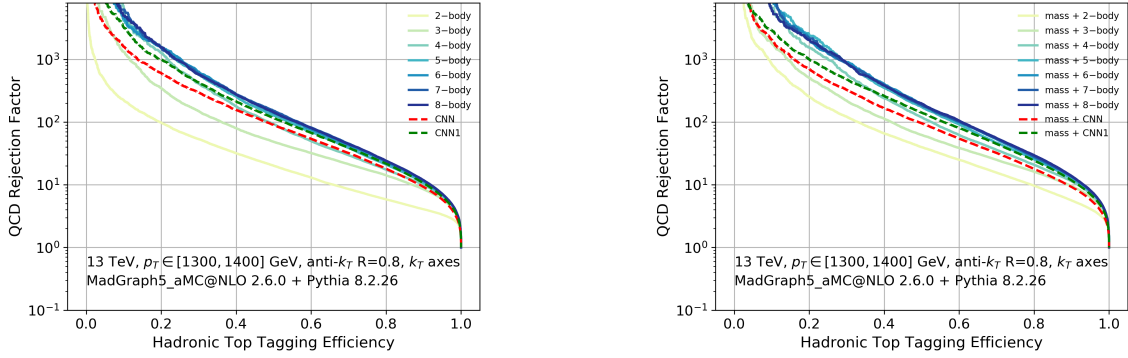 QCD Rejection Factor
10³
10²
10¹
10⁰
10⁻¹
2−body
3−body
4−body
5−body
6−body
7−body
8−body
CNN
CNN1
13 TeV, p_T ∈ [1300, 1400] GeV, anti-k_T R=0.8, k_T axes
MadGraph5_aMC@NLO 2.6.0 + Pythia 8.2.26
0.0 0.2 0.4 0.6 0.8 1.0
Hadronic Top Tagging Efficiency
QCD Rejection Factor
10³
10²
10¹
10⁰
10⁻¹
mass + 2−body
mass + 3−body
mass + 4−body
mass + 5−body
mass + 6−body
mass + 7−body
mass + 8−body
mass + CNN
mass + CNN1
13 TeV, p_T ∈ [1300, 1400] GeV, anti-k_T R=0.8, k_T axes
MadGraph5_aMC@NLO 2.6.0 + Pythia 8.2.26
0.0 0.2 0.4 0.6 0.8 1.0
Hadronic Top Tagging Efficiency